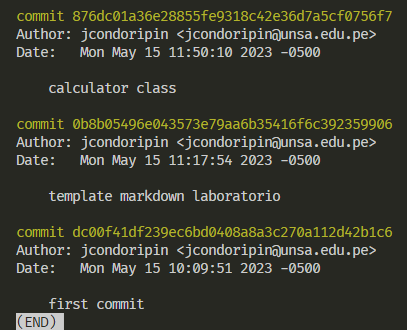 commit 876dc01a36e28855fe9318c42e36d7a5cf0756f7
Author: jcondoripin <jcondoripin@unsa.edu.pe>
Date:   Mon May 15 11:50:10 2023 -0500
calculator class
commit 0b8b05496e043573e79aa6b35416f6c392359906
Author: jcondoripin <jcondoripin@unsa.edu.pe>
Date:   Mon May 15 11:17:54 2023 -0500
template markdown laboratorio
commit dc00f41df239ec6bd0408a8a3c270a112d42b1c6
Author: jcondoripin <jcondoripin@unsa.edu.pe>
Date:   Mon May 15 10:09:51 2023 -0500
first commit
(END)